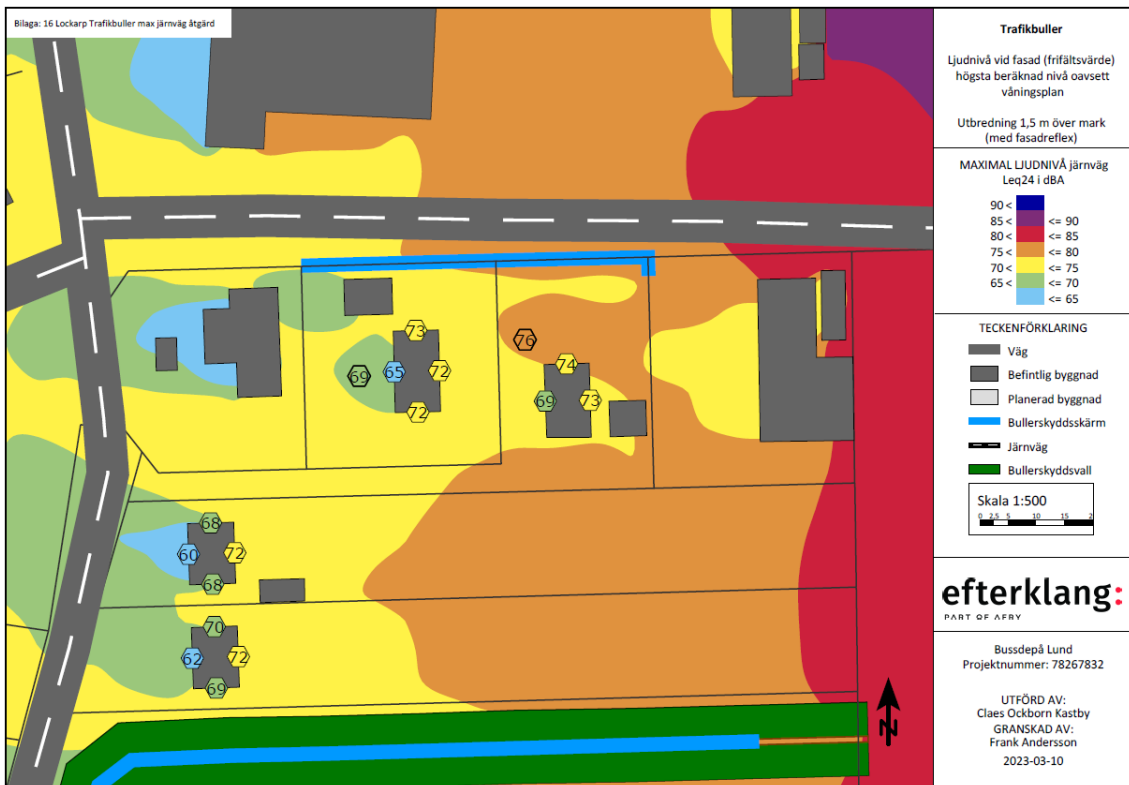 Bilaga: 16 Lockarp Trafikbuller max järnväg åtgärd
Trafikbuller
Ljudnivå vid fasad (frifältsvärde)
högsta beräknad nivå oavsett
våningsplan
Utbredning 1,5 m över mark
(med fasadreflex)
MAXIMAL LJUDNIVÅ järnväg
Leq24 i dBA
90 <
85 < <= 90
80 < <= 85
75 < <= 80
70 < <= 75
65 < <= 70
<= 65
TECKENFÖRKLARING
Väg
Befintlig byggnad
Planerad byggnad
Bullerskyddsskärm
Järnväg
Bullerskyddsvall
Skala 1:500
0 2,5 5 10 15 2
efterklang:
PART OF AFRY
Bussdepå Lund
Projektnummer: 78267832
UTFÖRD AV:
Claes Ockborn Kastby
GRANSKAD AV:
Frank Andersson
2023-03-10
N
73
76
69 65 72
74
72
69 73
68
60 72
68
70
62 72
69